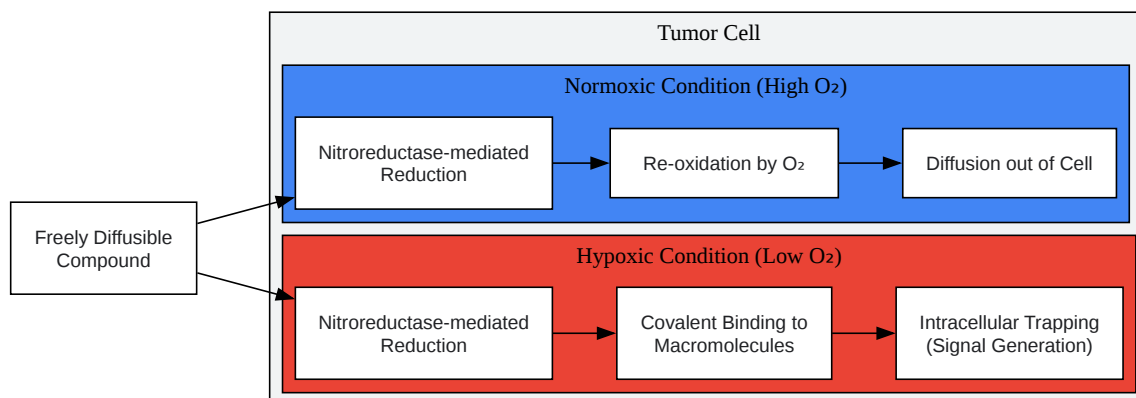 Tumor Cell
Normoxic Condition (High O₂)
Nitroreductase-mediated
Reduction
Re-oxidation by O₂
Diffusion out of Cell
Freely Diffusible
Compound
Hypoxic Condition (Low O₂)
Nitroreductase-mediated
Reduction
Covalent Binding to
Macromolecules
Intracellular Trapping
(Signal Generation)